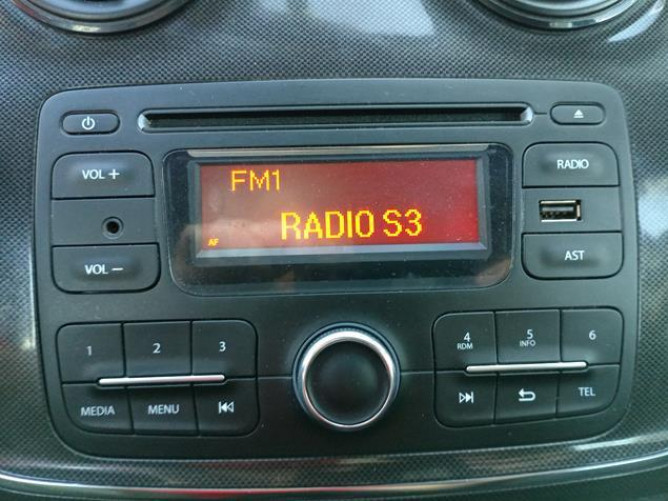 VOL +
RADIO
FM1
RADIO S3
AF
VOL −
AST
1
2
3
4
RDM
5
INFO
6
MEDIA
MENU
TEL